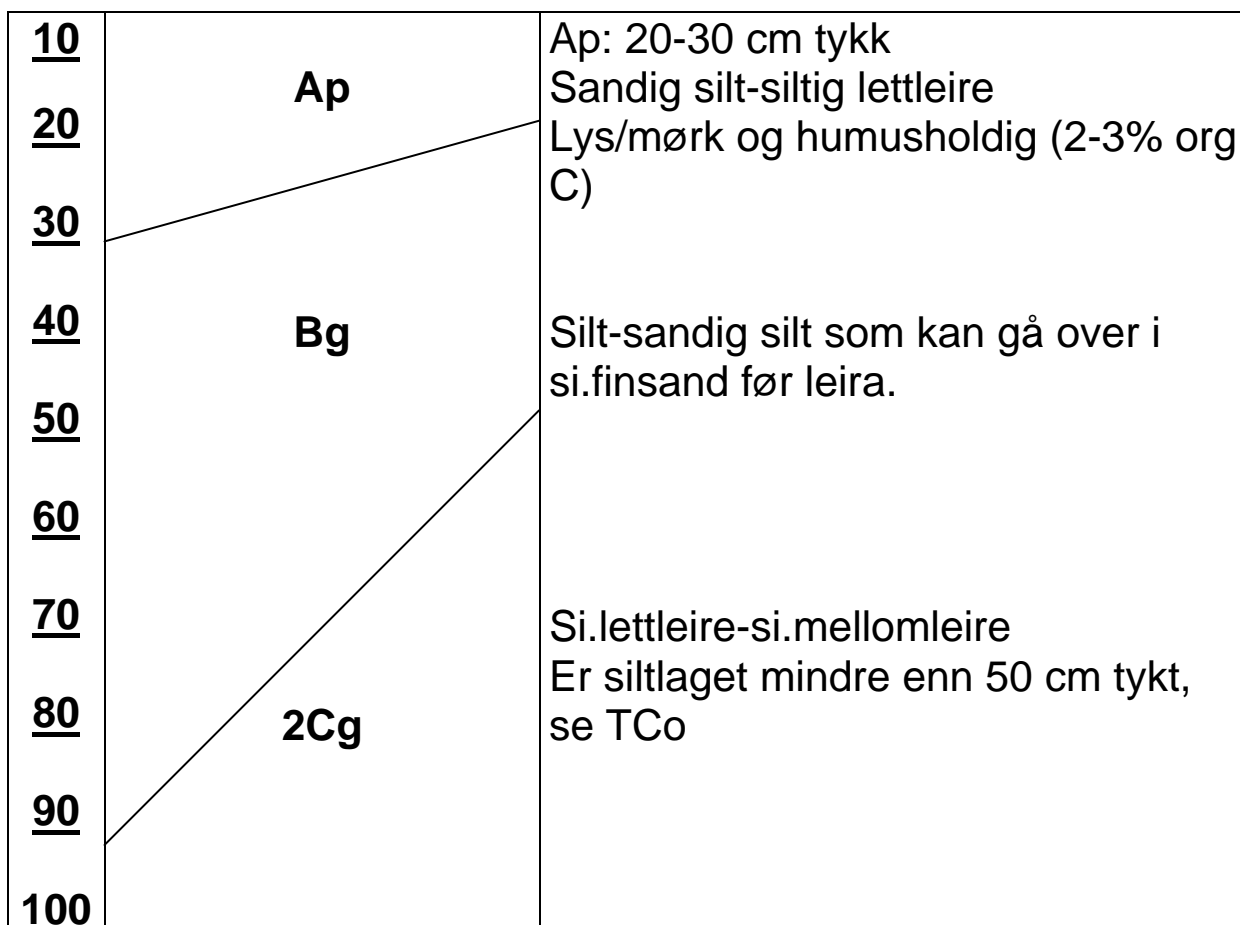 10
Ap: 20-30 cm tykk
Ap
Sandig silt-siltig lettleire
20
Lys/mørk og humusholdig (2-3% org
C)
30
40
Bg
Silt-sandig silt som kan gå over i
si.finsand før leira.
50
60
70
Si.lettleire-si.mellomleire
Er siltlaget mindre enn 50 cm tykt,
80
2Cg
se TCo
90
100